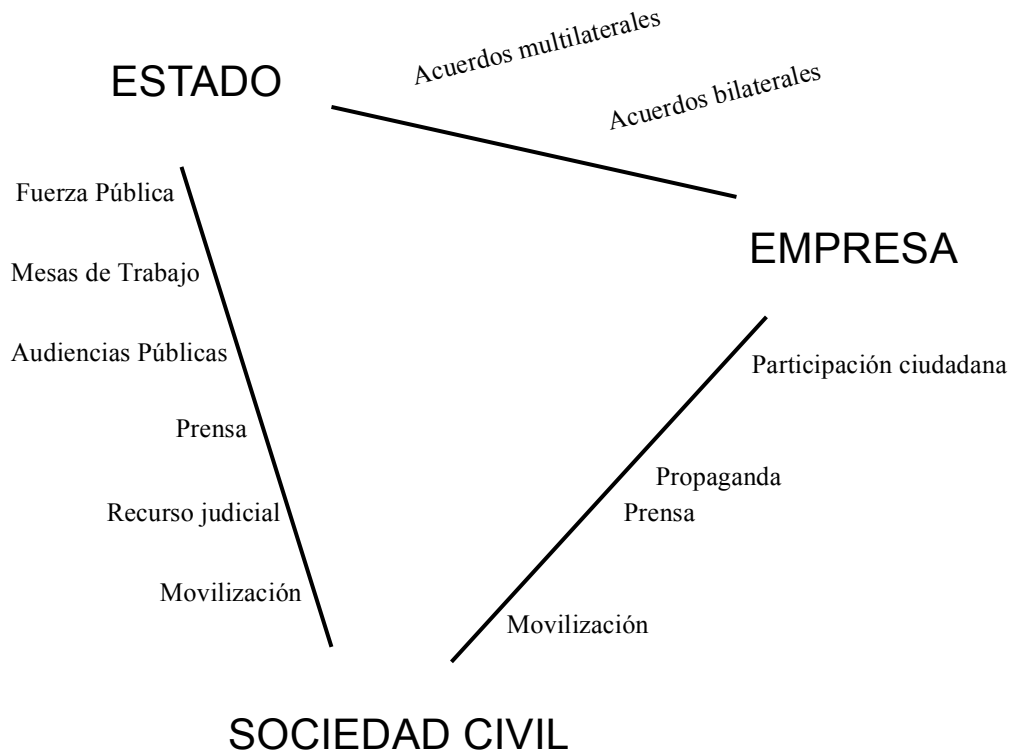 Acuerdos multilaterales
ESTADO
Acuerdos bilaterales
Fuerza Pública
EMPRESA
Mesas de Trabajo
Audiencias Públicas
Participación ciudadana
Prensa
Propaganda
Prensa
Recurso judicial
Movilización
Movilización
SOCIEDAD CIVIL